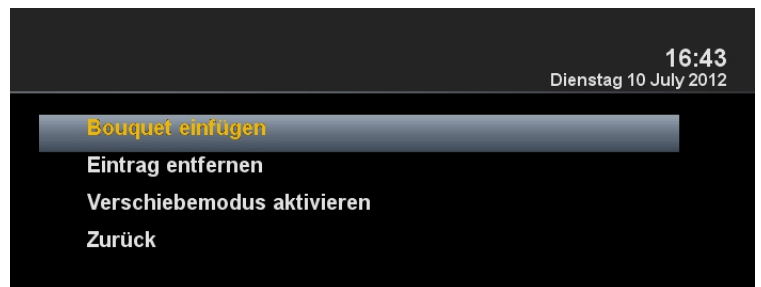 16:43
Dienstag 10 July 2012
Bouquet einfügen
Eintrag entfernen
Verschiebemodus aktivieren
Zurück